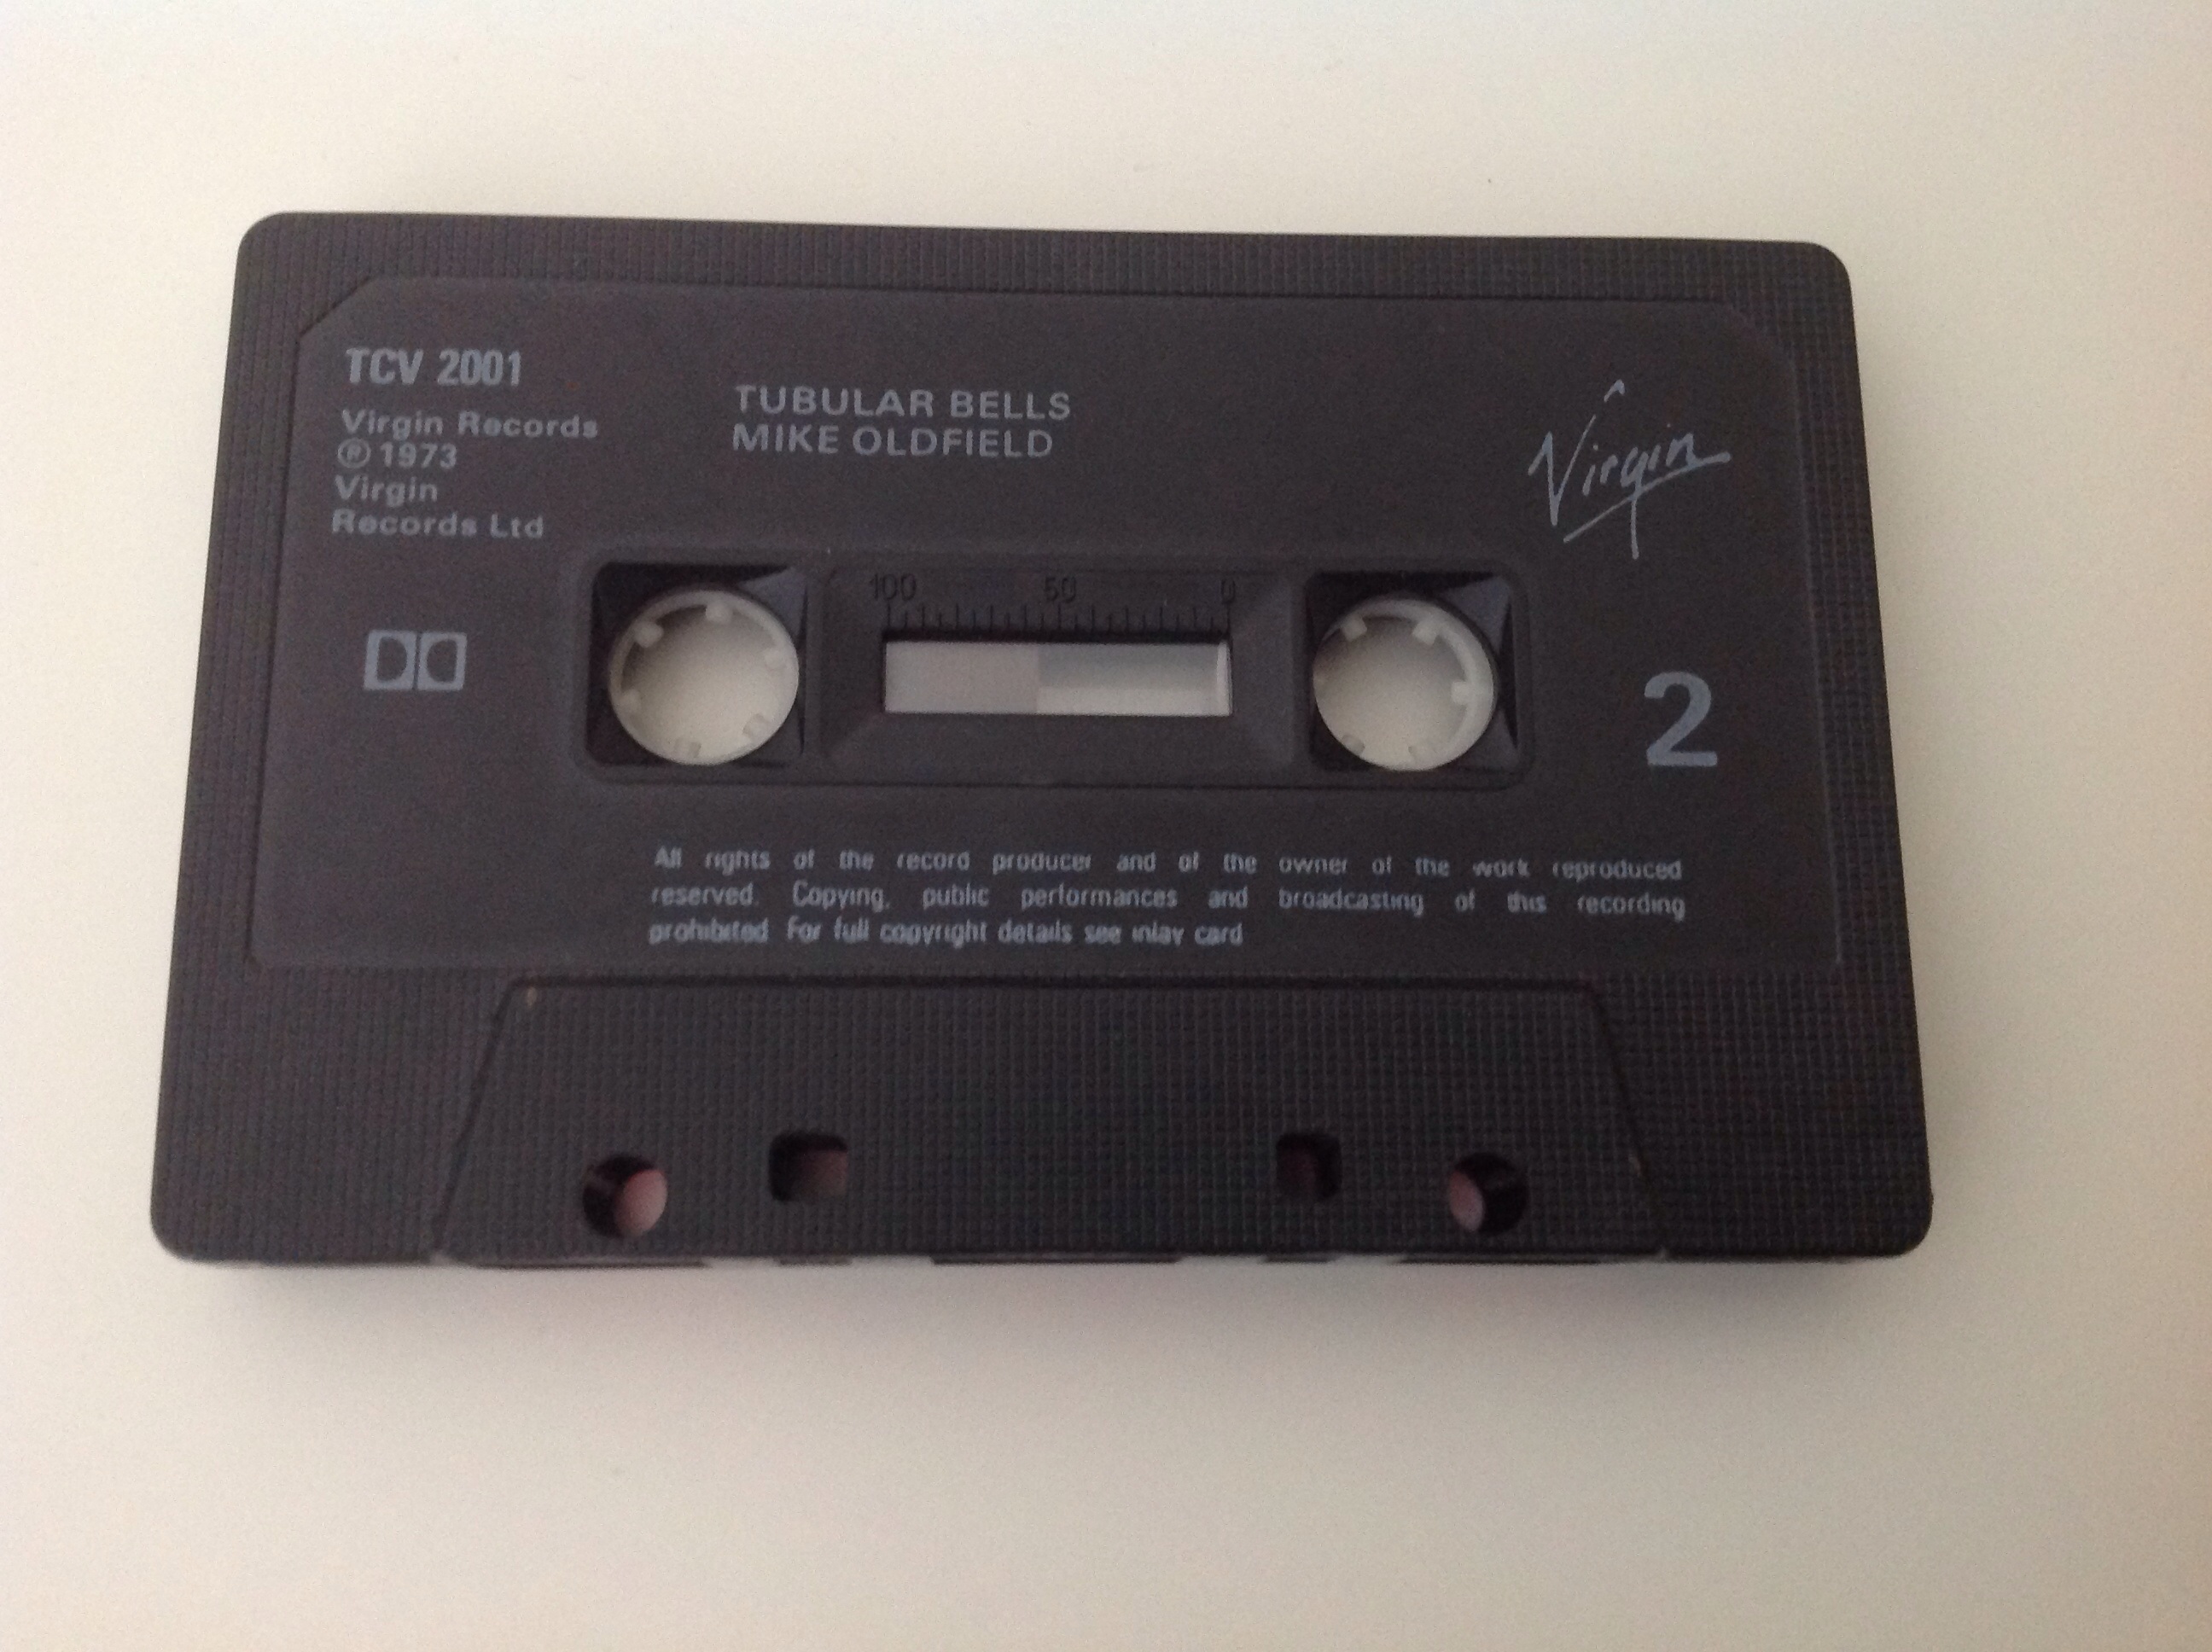 TCV 2001
Virgin Records
℗ 1973
Virgin
Records Ltd
TUBULAR BELLS
MIKE OLDFIELD
Virgin
100 50 0
2
All rights of the record producer and of the owner of the work reproduced
reserved. Copying, public performances and broadcasting of this recording
prohibited For full copyright details see inlay card